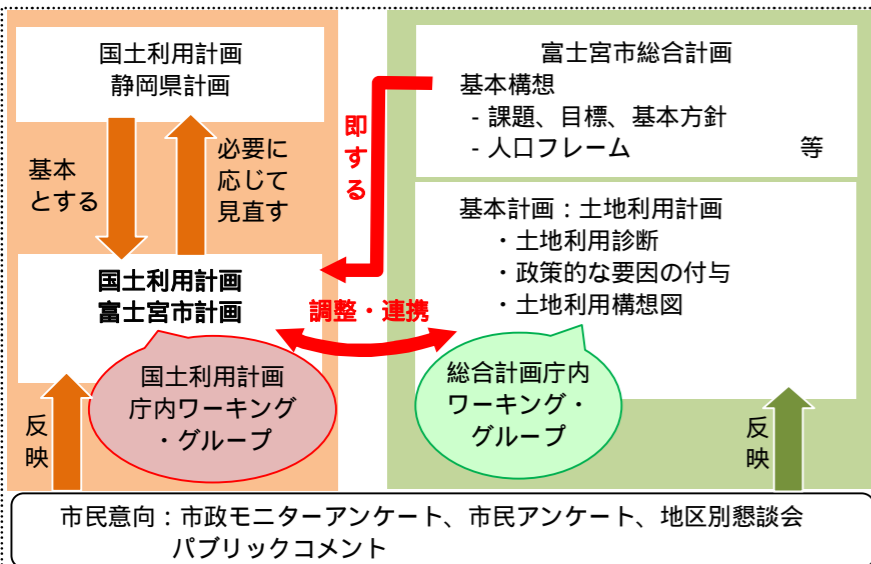 国土利用計画
静岡県計画
基本
とする
必要に
応じて
見直す
国土利用計画
富士宮市計画
国土利用計画
庁内ワーキング
・グループ
反
映
即
す
る
調整・連携
富士宮市総合計画
基本構想
- 課題、目標、基本方針
- 人口フレーム 等
基本計画：土地利用計画
・土地利用診断
・政策的な要因の付与
・土地利用構想図
総合計画庁内
ワーキング・
グループ
反
映
市民意向：市政モニターアンケート、市民アンケート、地区別懇談会
パブリックコメント